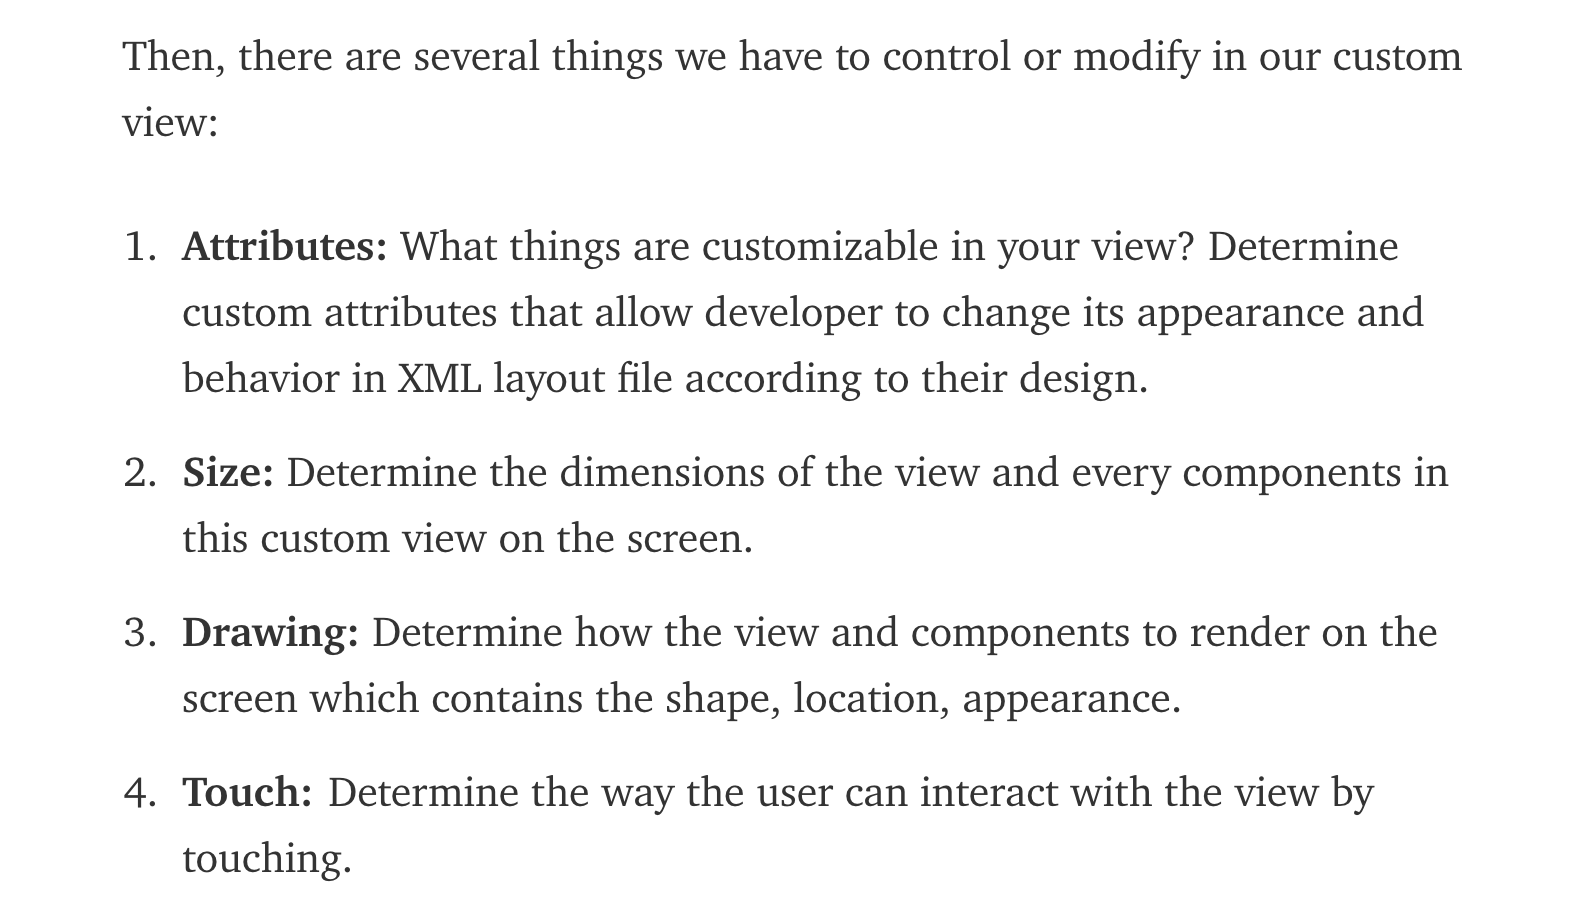 Then, there are several things we have to control or modify in our custom
view:
1. Attributes: What things are customizable in your view? Determine
custom attributes that allow developer to change its appearance and
behavior in XML layout file according to their design.
2. Size: Determine the dimensions of the view and every components in
this custom view on the screen.
3. Drawing: Determine how the view and components to render on the
screen which contains the shape, location, appearance.
4. Touch: Determine the way the user can interact with the view by
touching.